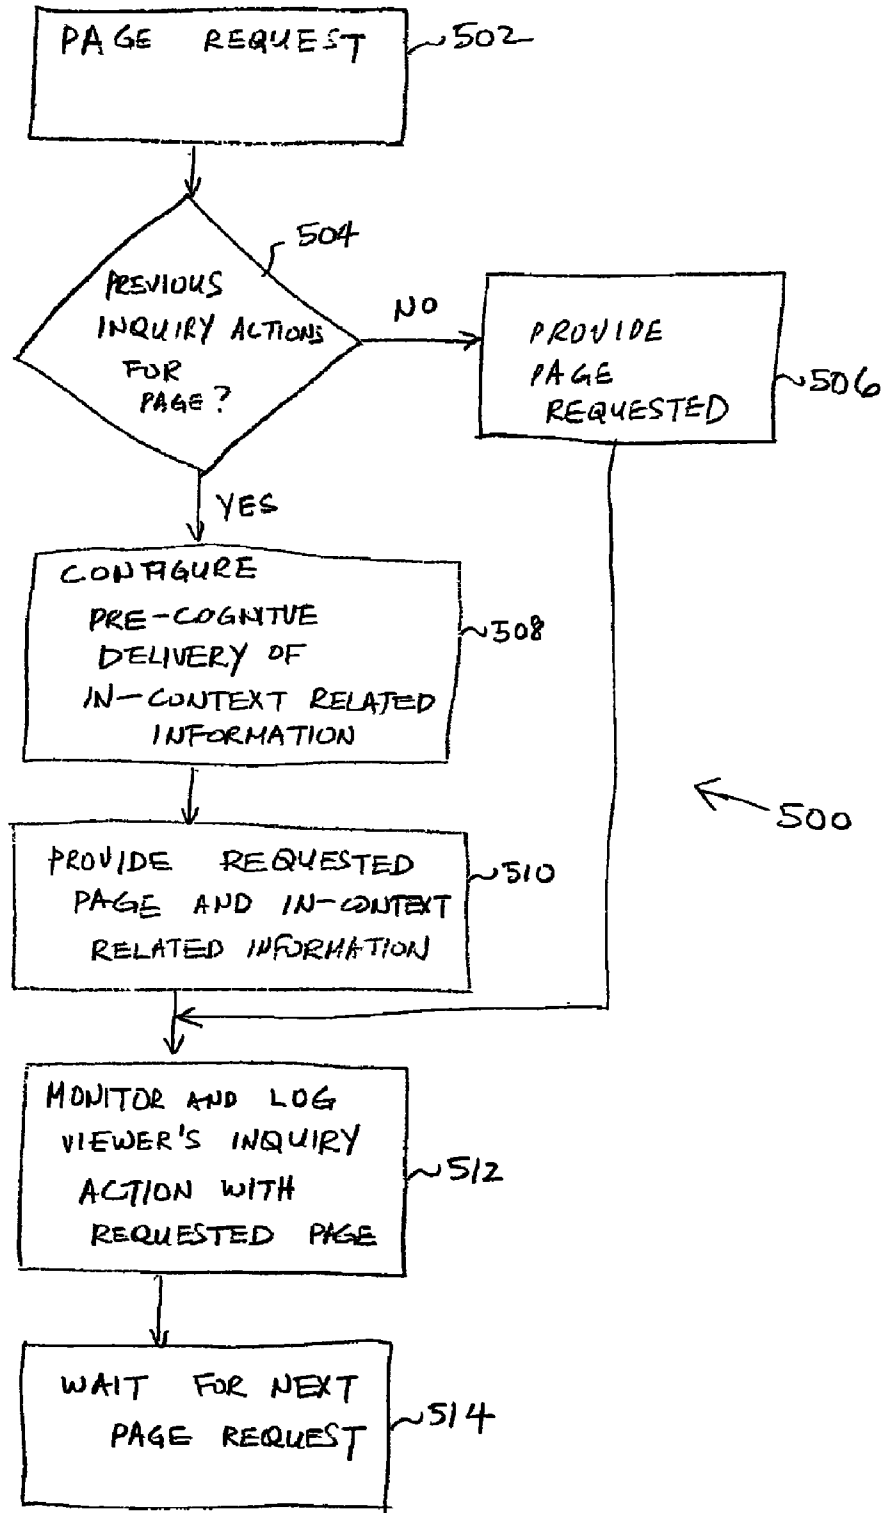 PAGE REQUEST
502
504
PREVIOUS
INQUIRY ACTIONS
FOR
PAGE?
NO
PROVIDE
PAGE
REQUESTED
506
YES
CONFIGURE
PRE-COGNITVE
DELIVERY OF
IN-CONTEXT RELATED
INFORMATION
508
500
PROVIDE REQUESTED
PAGE AND IN-CONTEXT
RELATED INFORMATION
510
MONITOR AND LOG
VIEWER'S INQUIRY
ACTION WITH
REQUESTED PAGE
512
WAIT FOR NEXT
PAGE REQUEST
514